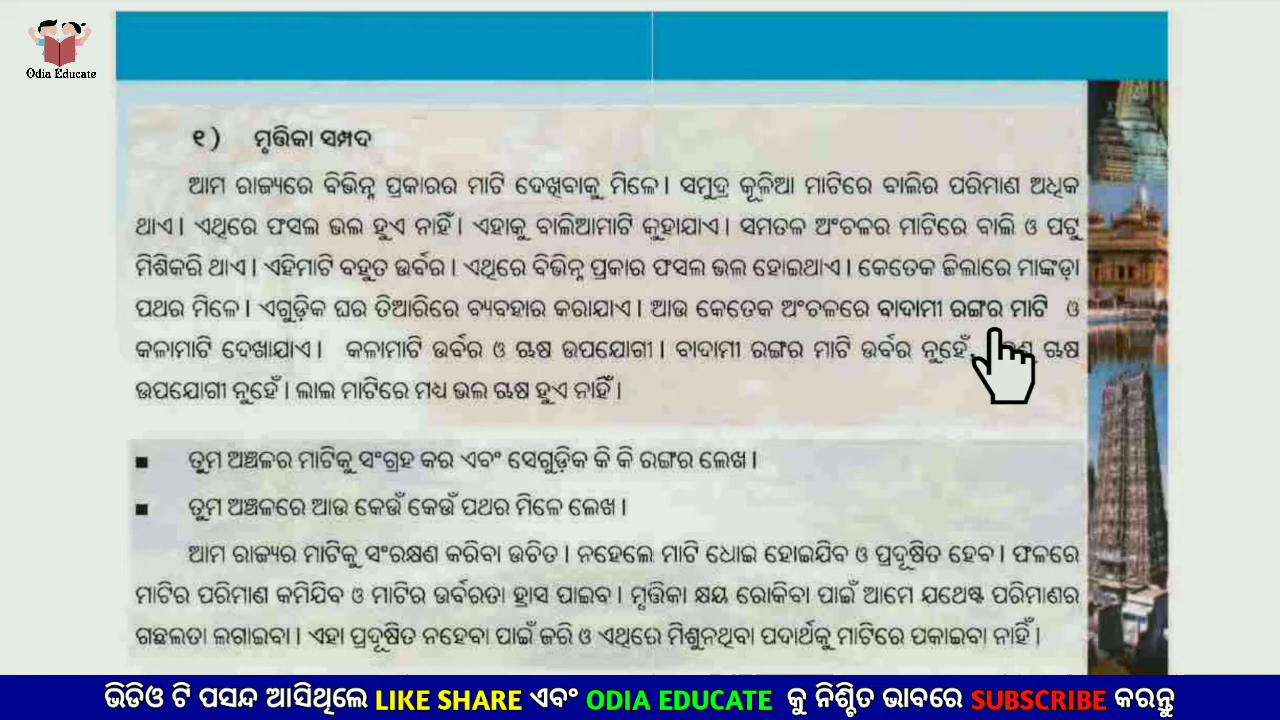 Odia Educate
୧) ମୃତ୍ତିକା ସମ୍ପଦ
ଆମ ରାଜ୍ୟରେ ବିଭିନ୍ନ ପ୍ରକାରର ମାଟି ଦେଖିବାକୁ ମିଳେ। ସମୁଦ୍ର କୂଳିଆ ମାଟିରେ ବାଲିର ପରିମାଣ ଅଧିକ
ଥାଏ। ଏଥିରେ ଫସଲ ଭଲ ହୁଏ ନାହିଁ। ଏହାକୁ ବାଲିଆମାଟି କୁହାଯାଏ। ସମତଳ ଅଂଚଳର ମାଟିରେ ବାଲି ଓ ପଟୁ
ମିଶିକରି ଥାଏ। ଏହିମାଟି ବହୁତ ଉର୍ବର। ଏଥିରେ ବିଭିନ୍ନ ପ୍ରକାର ଫସଲ ଭଲ ହୋଇଥାଏ। କେତେକ ଜିଲାରେ ମାଙ୍କଡ଼ା
ପଥର ମିଳେ। ଏଗୁଡ଼ିକ ଘର ତିଆରିରେ ବ୍ୟବହାର କରାଯାଏ। ଆଉ କେତେକ ଅଂଚଳରେ ବାଦାମୀ ରଙ୍ଗର ମାଟି ଓ
କଳାମାଟି ଦେଖାଯାଏ। କଳାମାଟି ଉର୍ବର ଓ ଋଷ ଉପଯୋଗୀ। ବାଦାମୀ ରଙ୍ଗର ମାଟି ଉର୍ବର ନୁହେଁ ଋଷ
ଉପଯୋଗୀ ନୁହେଁ। ଲାଲ ମାଟିରେ ମଧ୍ୟ ଭଲ ଋଷ ହୁଏ ନାହିଁ।
■ ତୁମ ଅଞ୍ଚଳର ମାଟିକୁ ସଂଗ୍ରହ କର ଏବଂ ସେଗୁଡ଼ିକ କି କି ରଙ୍ଗର ଲେଖ।
■ ତୁମ ଅଞ୍ଚଳରେ ଆଉ କେଉଁ କେଉଁ ପଥର ମିଳେ ଲେଖ।
ଆମ ରାଜ୍ୟର ମାଟିକୁ ସଂରକ୍ଷଣ କରିବା ଉଚିତ। ନହେଲେ ମାଟି ଧୋଇ ହୋଇଯିବ ଓ ପ୍ରଦୂଷିତ ହେବ। ଫଳରେ
ମାଟିର ପରିମାଣ କମିଯିବ ଓ ମାଟିର ଉର୍ବରତା ହ୍ରାସ ପାଇବ। ମୃତ୍ତିକା କ୍ଷୟ ରୋକିବା ପାଇଁ ଆମେ ଯଥେଷ୍ଟ ପରିମାଣର
ଗଛଲତା ଲଗାଇବା। ଏହା ପ୍ରଦୂଷିତ ନହେବା ପାଇଁ ଜରି ଓ ଏଥିରେ ମିଶୁନଥିବା ପଦାର୍ଥକୁ ମାଟିରେ ପକାଇବା ନାହିଁ।
ଭିଡିଓ ଟି ପସନ୍ଦ ଆସିଥିଲେ LIKE SHARE ଏବଂ ODIA EDUCATE କୁ ନିଶ୍ଚିତ ଭାବରେ SUBSCRIBE କରନ୍ତୁ